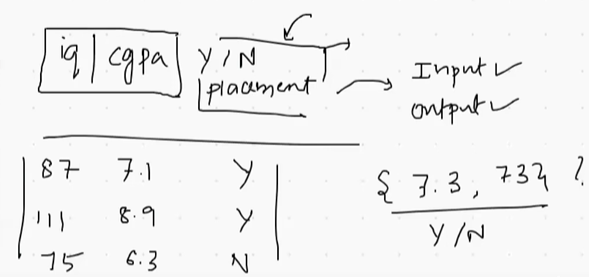 iq | cgpa Y/N
placement
Input ✓
output ✓
87 7.1 Y
111 8.9 Y
75 6.3 N
{ 7.3, 73} ?
Y/N